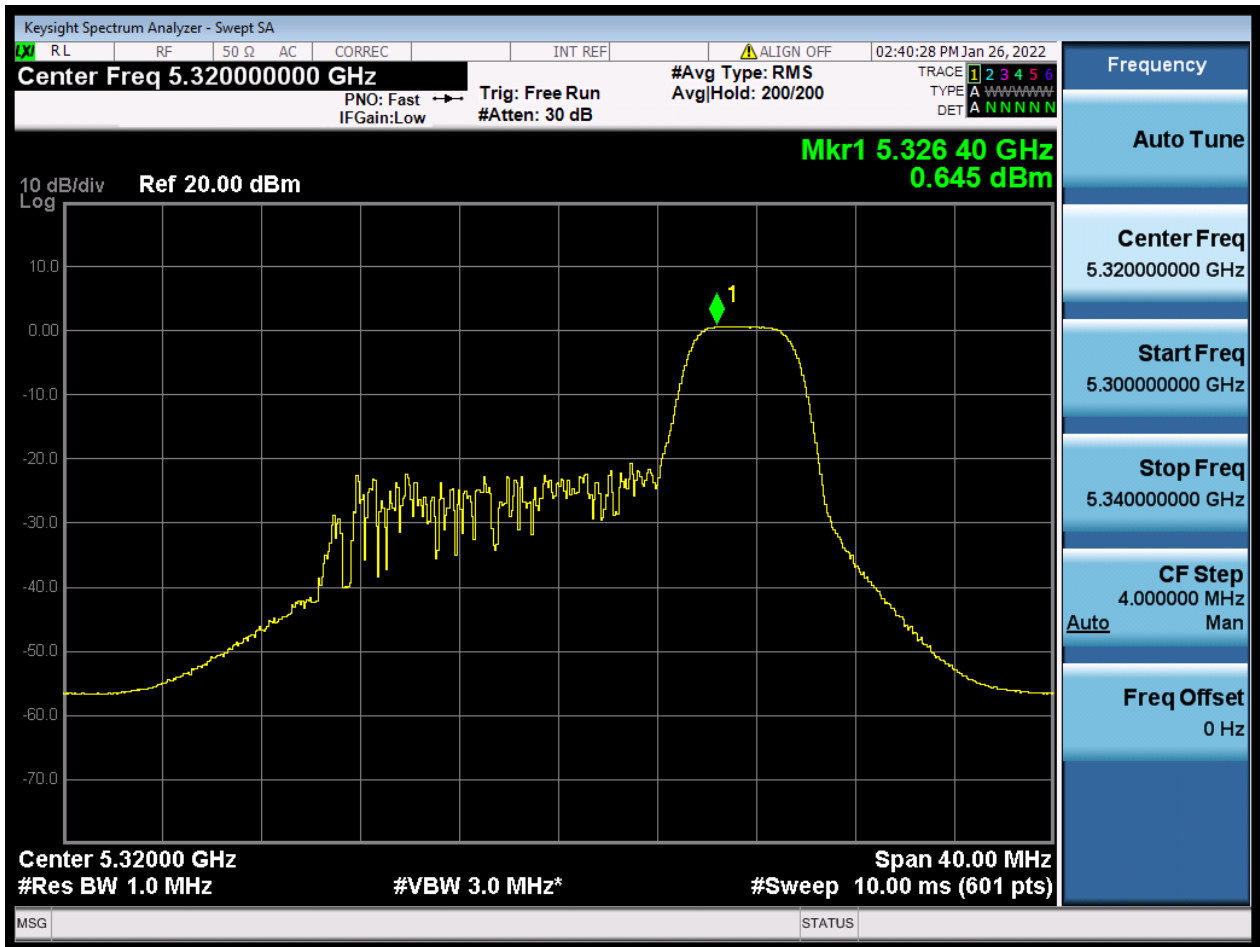 Keysight Spectrum Analyzer - Swept SA
LXI RL RF 50 Ω AC CORREC INT REF ALIGN OFF 02:40:28 PM Jan 26, 2022
Center Freq 5.320000000 GHz
PNO: Fast
IFGain:Low
Trig: Free Run
#Atten: 30 dB
#Avg Type: RMS
Avg|Hold: 200/200
TRACE 1 2 3 4 5 6
TYPE A WWWWW
DET A N N N N N
Mkr1 5.326 40 GHz
0.645 dBm
10 dB/div Ref 20.00 dBm
Log
10.0
0.00
-10.0
-20.0
-30.0
-40.0
-50.0
-60.0
-70.0
1
Center 5.32000 GHz
Span 40.00 MHz
#Res BW 1.0 MHz
#VBW 3.0 MHz*
#Sweep 10.00 ms (601 pts)
MSG
STATUS
Frequency
Auto Tune
Center Freq
5.320000000 GHz
Start Freq
5.300000000 GHz
Stop Freq
5.340000000 GHz
CF Step
4.000000 MHz
Auto Man
Freq Offset
0 Hz